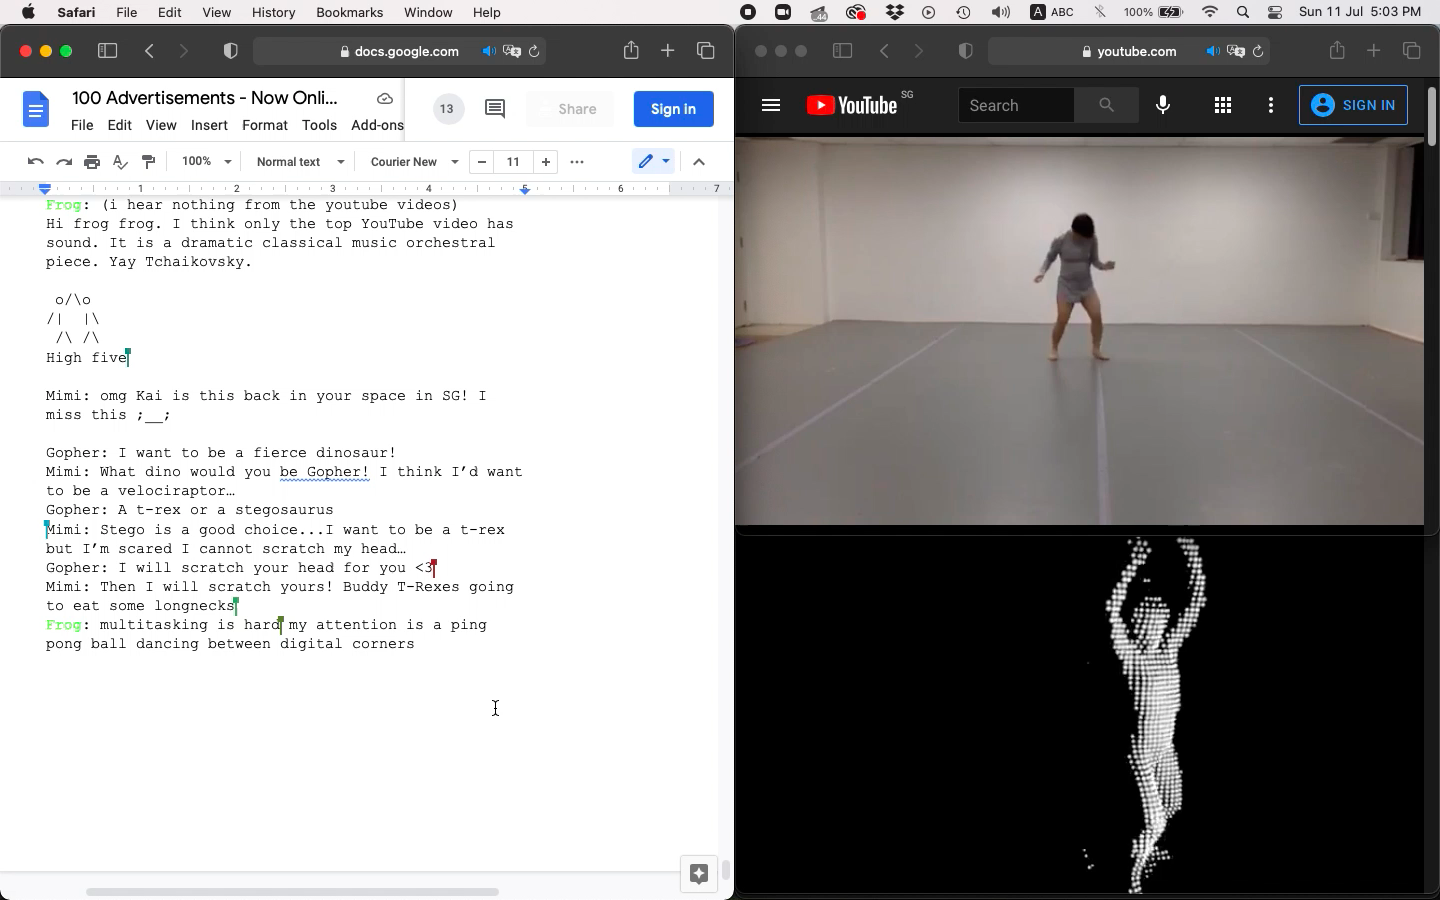 Safari File Edit View History Bookmarks Window Help
.44 A ABC 100% Sun 11 Jul 5:03 PM
docs.google.com
100 Advertisements - Now Onli...
13 Share Sign in
File Edit View Insert Format Tools Add-ons
100% Normal text Courier New 11
1 2 3 4 5 6 7
Frog: (i hear nothing from the youtube videos)
Hi frog frog. I think only the top YouTube video has
sound. It is a dramatic classical music orchestral
piece. Yay Tchaikovsky.
o/\o
/| |\
/\ /\
High five
Mimi: omg Kai is this back in your space in SG! I
miss this ;__;
Gopher: I want to be a fierce dinosaur!
Mimi: What dino would you be Gopher! I think I’d want
to be a velociraptor…
Gopher: A t-rex or a stegosaurus
Mimi: Stego is a good choice...I want to be a t-rex
but I’m scared I cannot scratch my head…
Gopher: I will scratch your head for you <3
Mimi: Then I will scratch yours! Buddy T-Rexes going
to eat some longnecks
Frog: multitasking is hard my attention is a ping
pong ball dancing between digital corners
youtube.com
YouTube SG Search SIGN IN